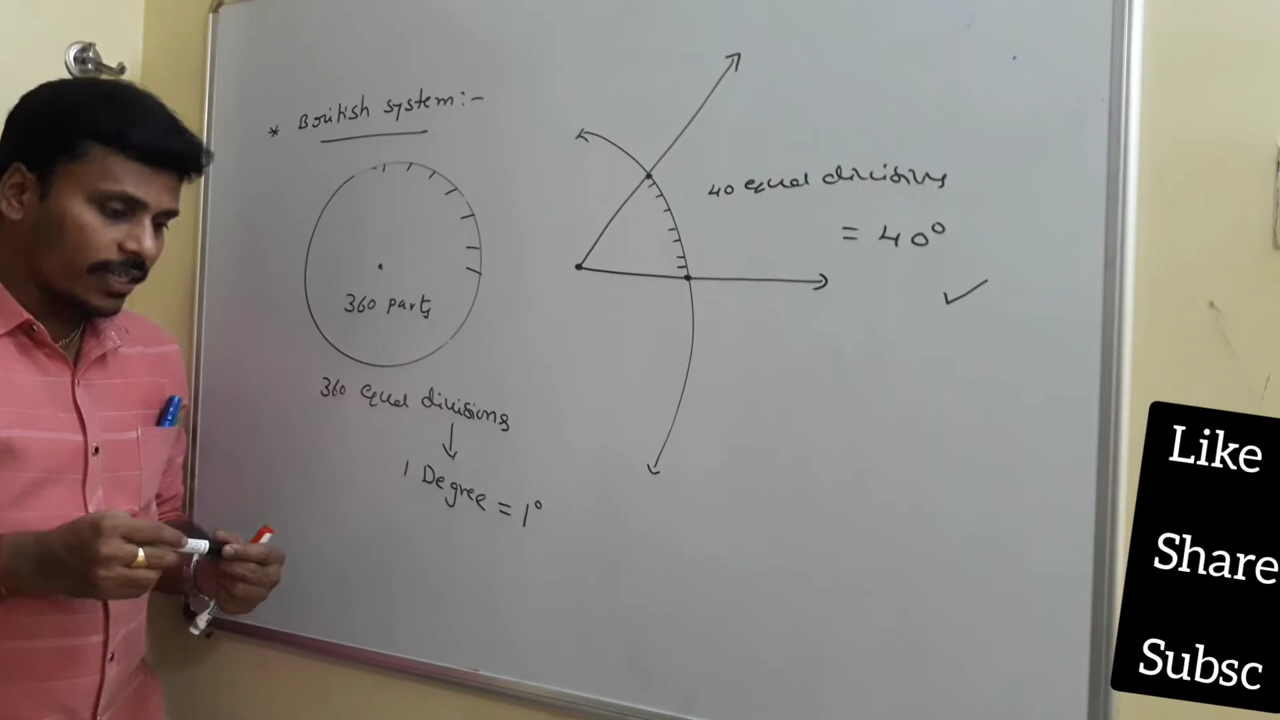 * British system:-
360 parts
360 equal divisions
1 Degree = 1°
40 equal divisions
= 40°
Like
Share
Subsc